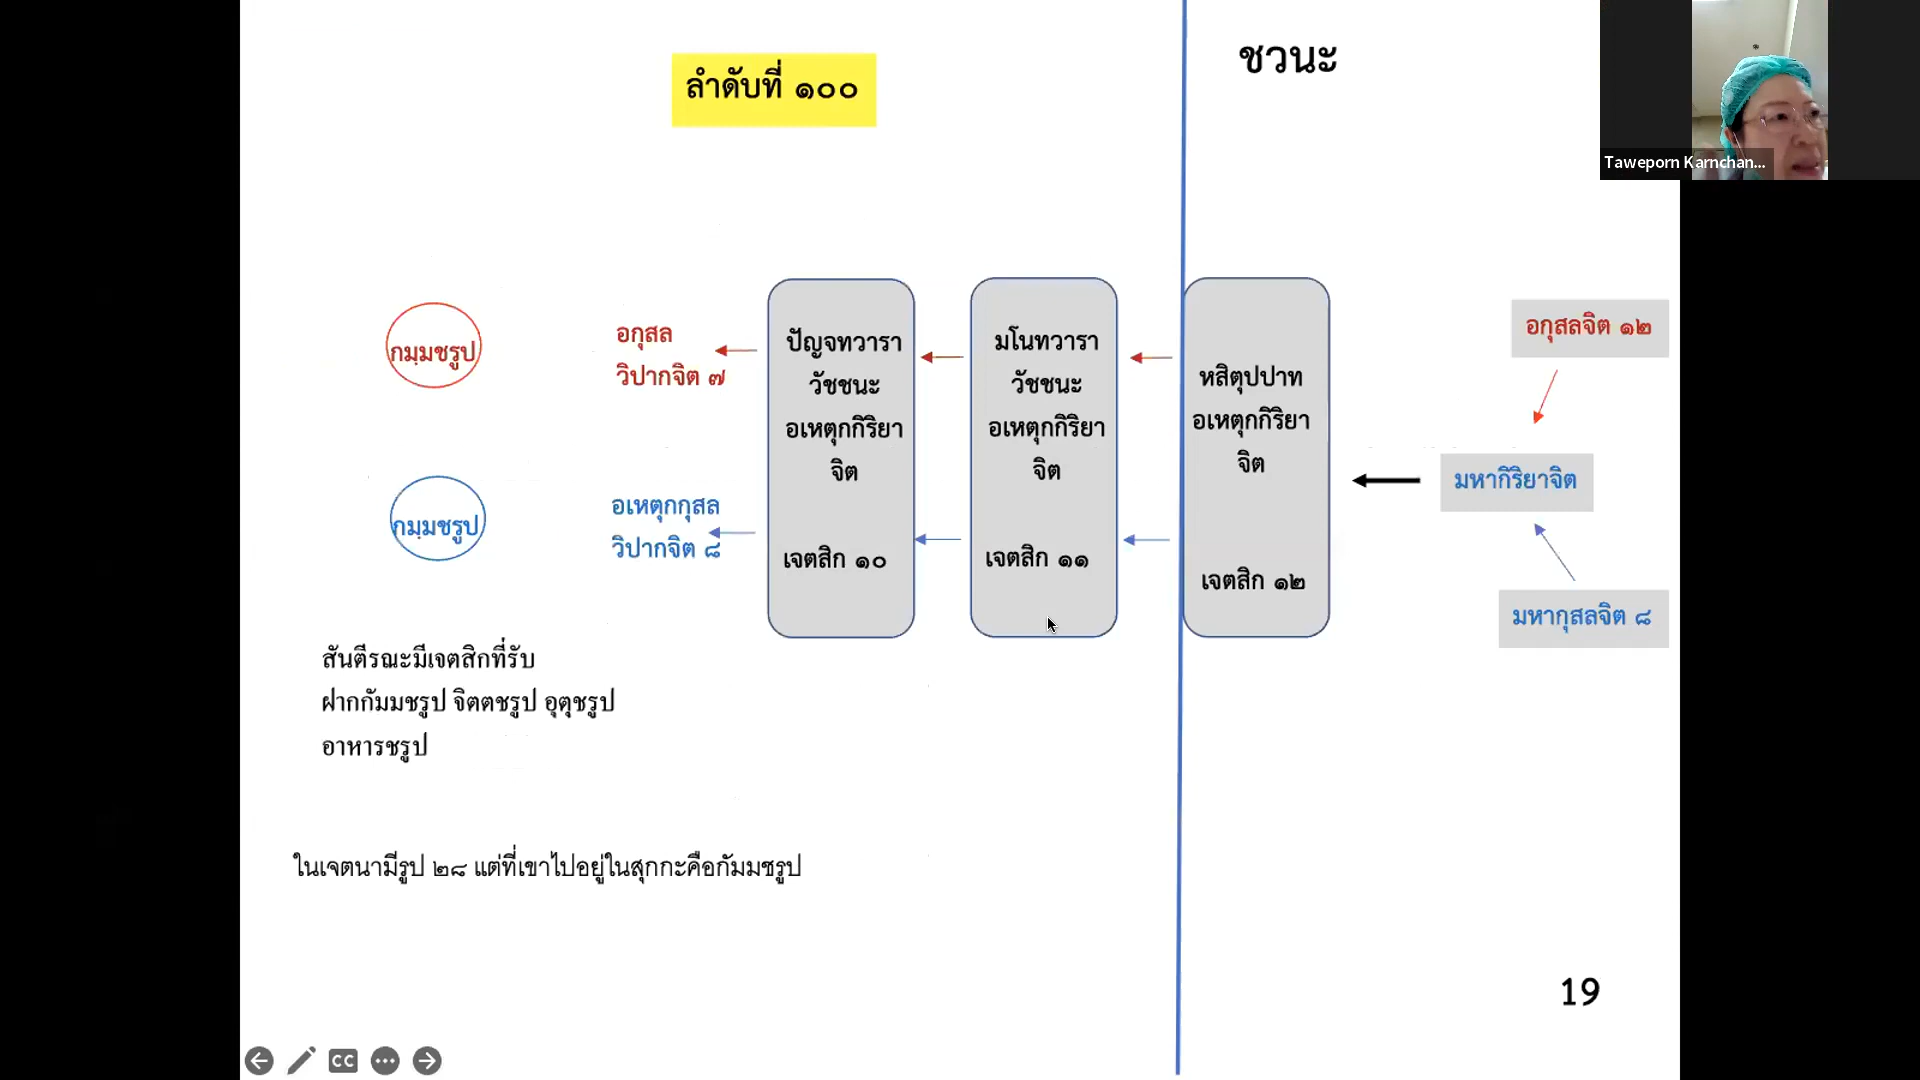 ลำดับที่ ๑๐๐
ชวนะ
Taweporn Karnchan...
กมฺมชรูป
อกุสล
วิปากจิต ๗
ปัญจทวารา
วัชชนะ
อเหตุกกิริยา
จิต
เจตสิก ๑๐
มโนทวารา
วัชชนะ
อเหตุกกิริยา
จิต
เจตสิก ๑๑
หสิตุปปาท
อเหตุกกิริยา
จิต
เจตสิก ๑๒
อกุสลจิต ๑๒
มหากิริยาจิต
มหากุสลจิต ๘
กมฺมชรูป
อเหตุกกุสล
วิปากจิต ๘
สันตีรณะมีเจตสิกที่รับ
ฝากกัมมชรูป จิตตชรูป อุตุชรูป
อาหารชรูป
ในเจตนามีรูป ๒๘ แต่ที่เขาไปอยู่ในสุกกะคือกัมมชรูป
19
CC